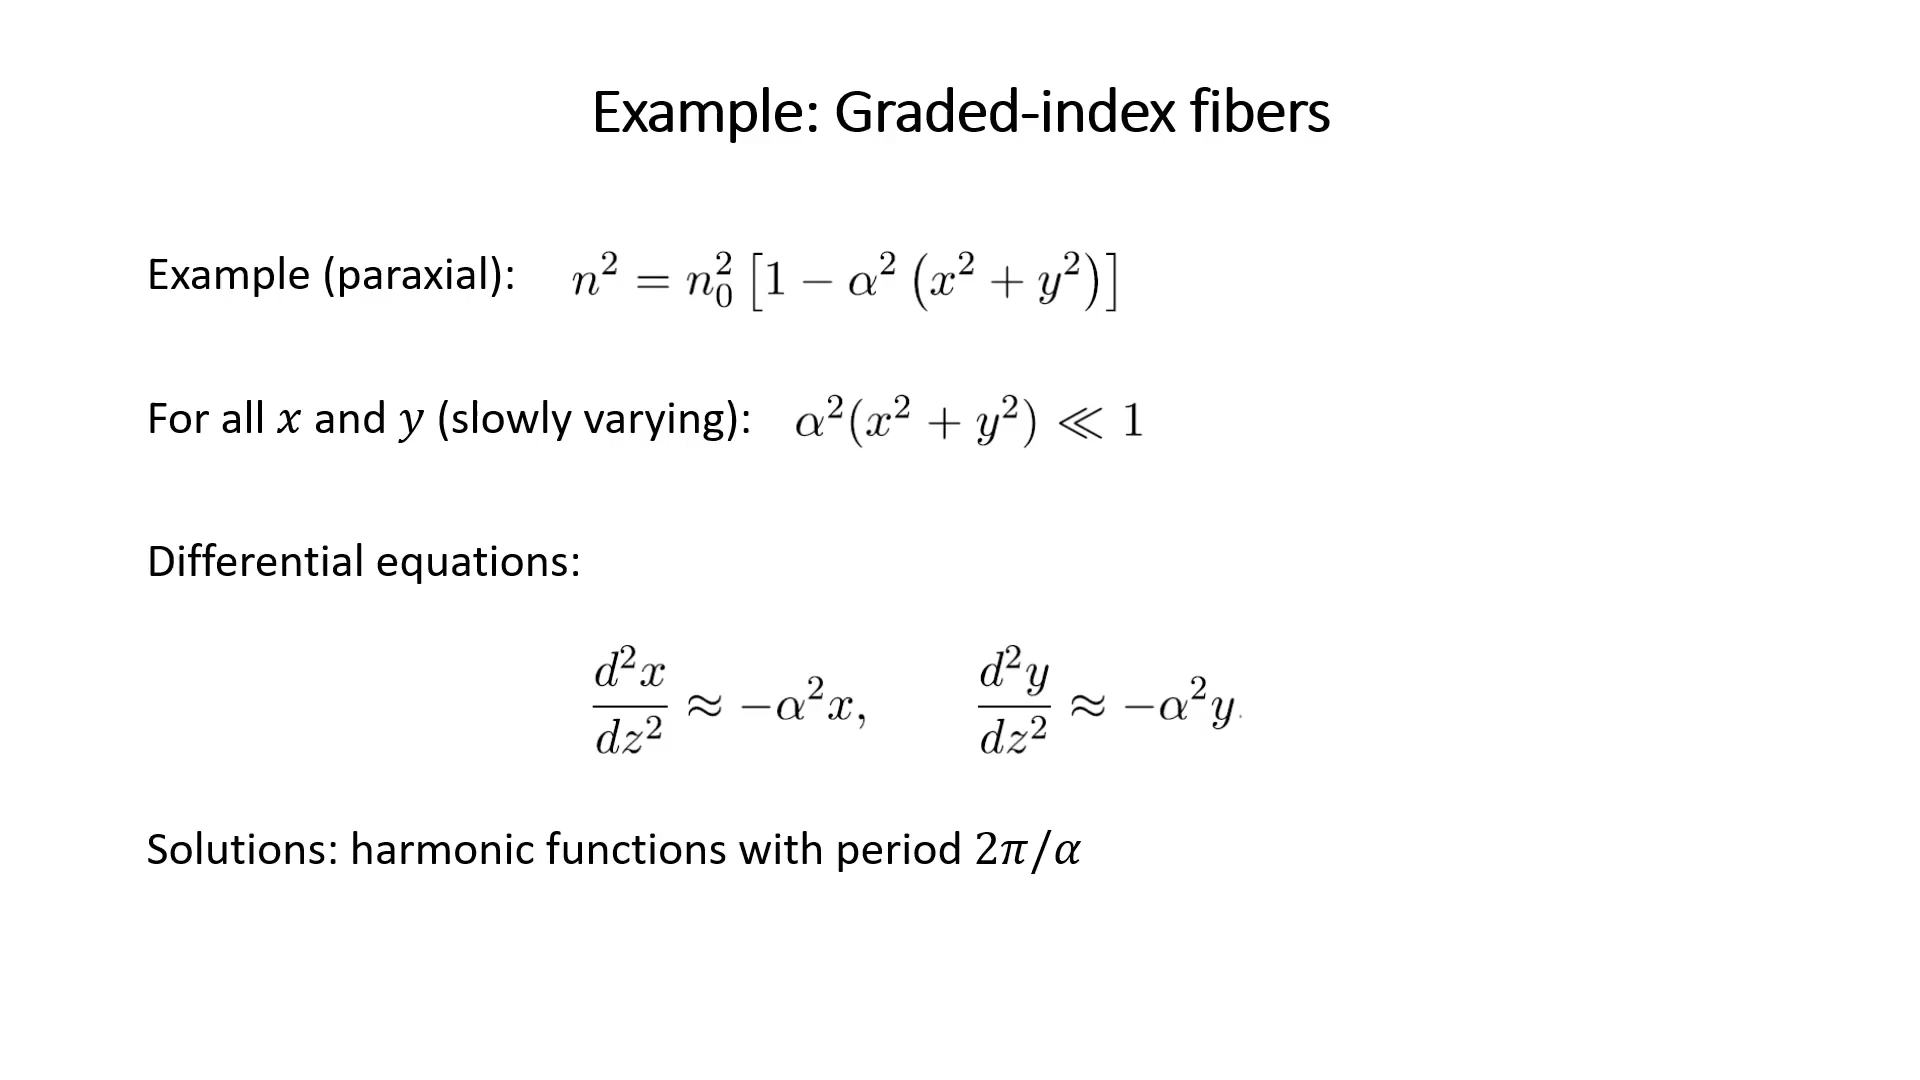 Example: Graded-index fibers
Example (paraxial): n² = n₀² [1 − α² (x² + y²)]
For all x and y (slowly varying): α²(x² + y²) ≪ 1
Differential equations:
d²x/dz² ≈ −α²x, d²y/dz² ≈ −α²y.
Solutions: harmonic functions with period 2π/α